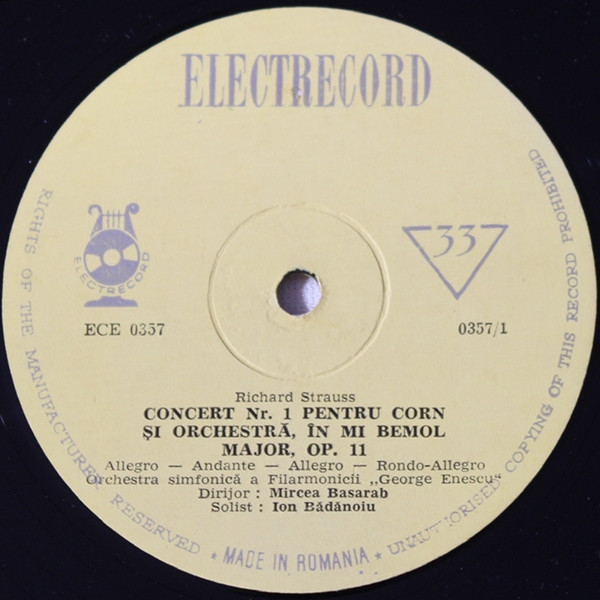 ELECTRECORD
ELECTRECORD
33
ECE 0357
0357/1
Richard Strauss
CONCERT Nr. 1 PENTRU CORN
ȘI ORCHESTRĂ, ÎN MI BEMOL
MAJOR, OP. 11
Allegro — Andante — Allegro — Rondo-Allegro
Orchestra simfonică a Filarmonicii ,,George Enescu“
Dirijor : Mircea Basarab
Solist : Ion Bădănoiu
RIGHTS OF THE MANUFACTURER RESERVED * MADE IN ROMANIA * UNAUTHORISED COPYING OF THIS RECORD PROHIBITED